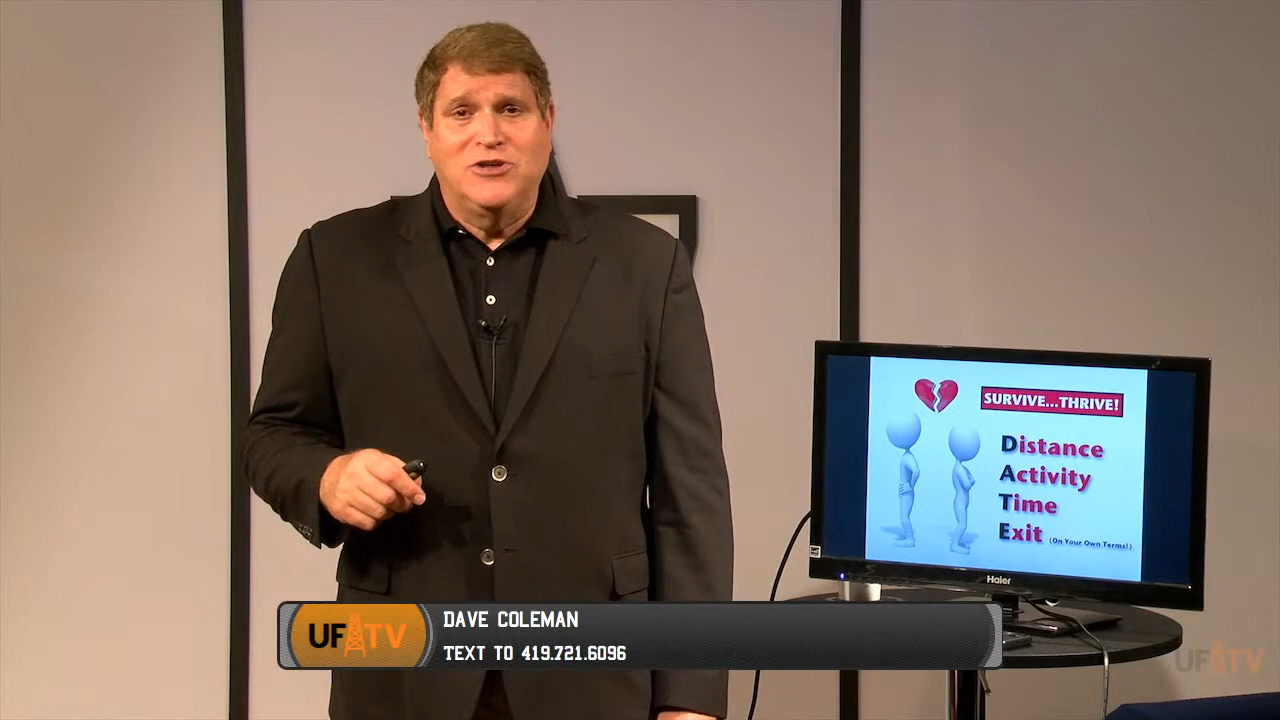 SURVIVE...THRIVE!
Distance
Activity
Time
Exit (On Your Own Terms!)
Haier
UFTV
DAVE COLEMAN
TEXT TO 419.721.6096
UFTV